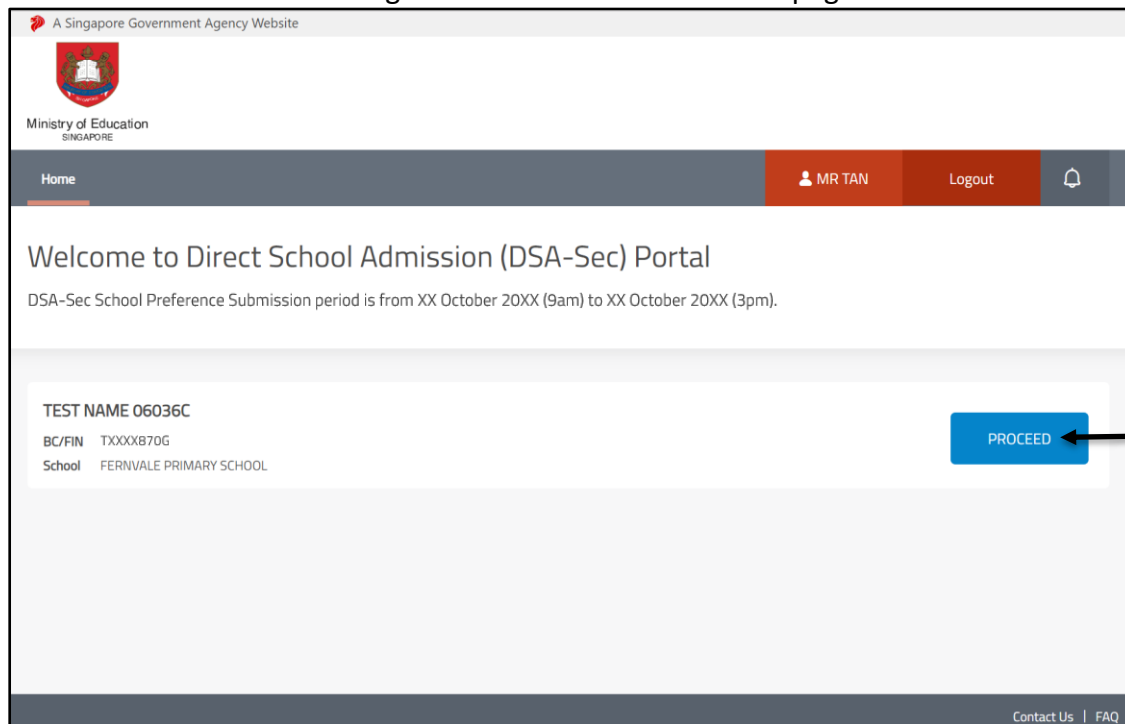 A Singapore Government Agency Website
Ministry of Education
SINGAPORE
Home
MR TAN
Logout
Welcome to Direct School Admission (DSA-Sec) Portal
DSA-Sec School Preference Submission period is from XX October 20XX (9am) to XX October 20XX (3pm).
TEST NAME 06036C
BC/FIN TXXXX870G
PROCEED
School FERNVALE PRIMARY SCHOOL
Contact Us | FAQ